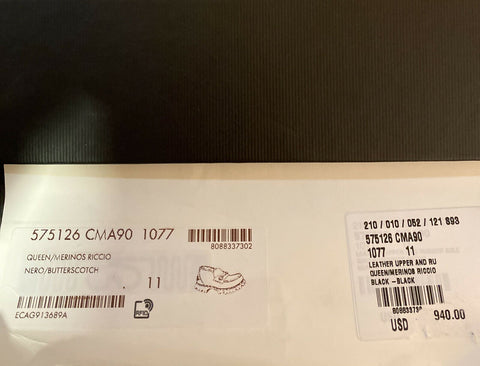 575126 CMA90 1077
8088337302
QUEEN/MERINOS RICCIO
NERO/BUTTERSCOTCH
11
ECAG913689A
RFID
210 / 010 / 052 / 121 893
575126 CMA90
1077 11
LEATHER UPPER AND RU
QUEEN/MERINOS RICCIO
BLACK -BLACK
USD 940.00